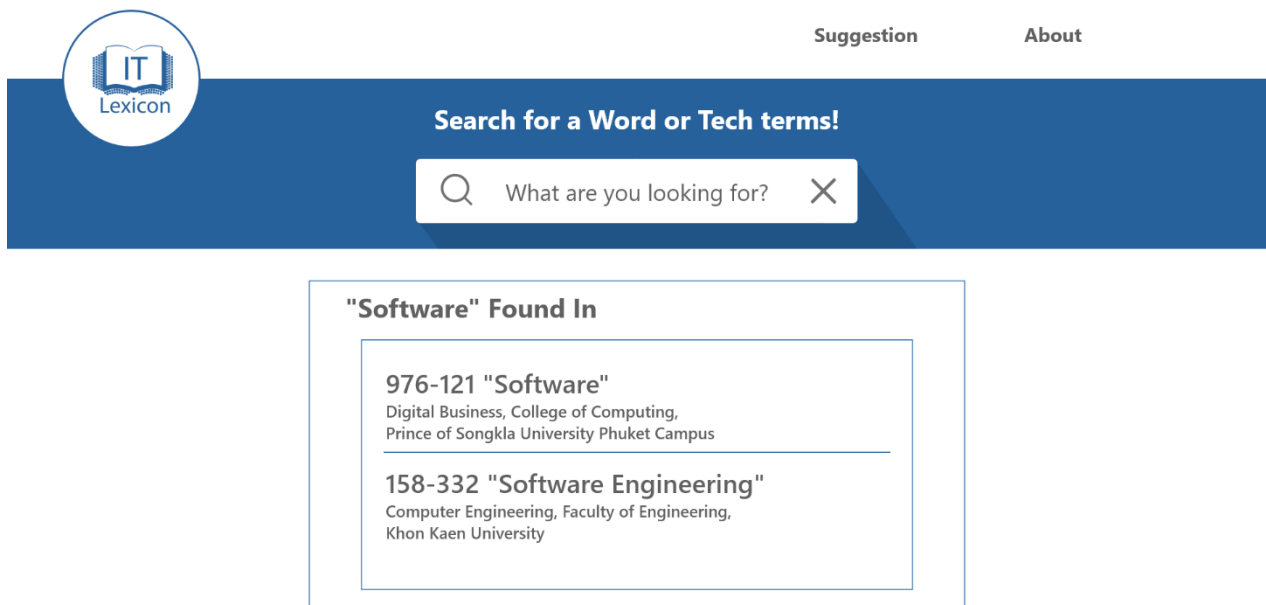 IT
Lexicon
Suggestion About
Search for a Word or Tech terms!
What are you looking for?
"Software" Found In
976-121 "Software"
Digital Business, College of Computing,
Prince of Songkla University Phuket Campus
158-332 "Software Engineering"
Computer Engineering, Faculty of Engineering,
Khon Kaen University